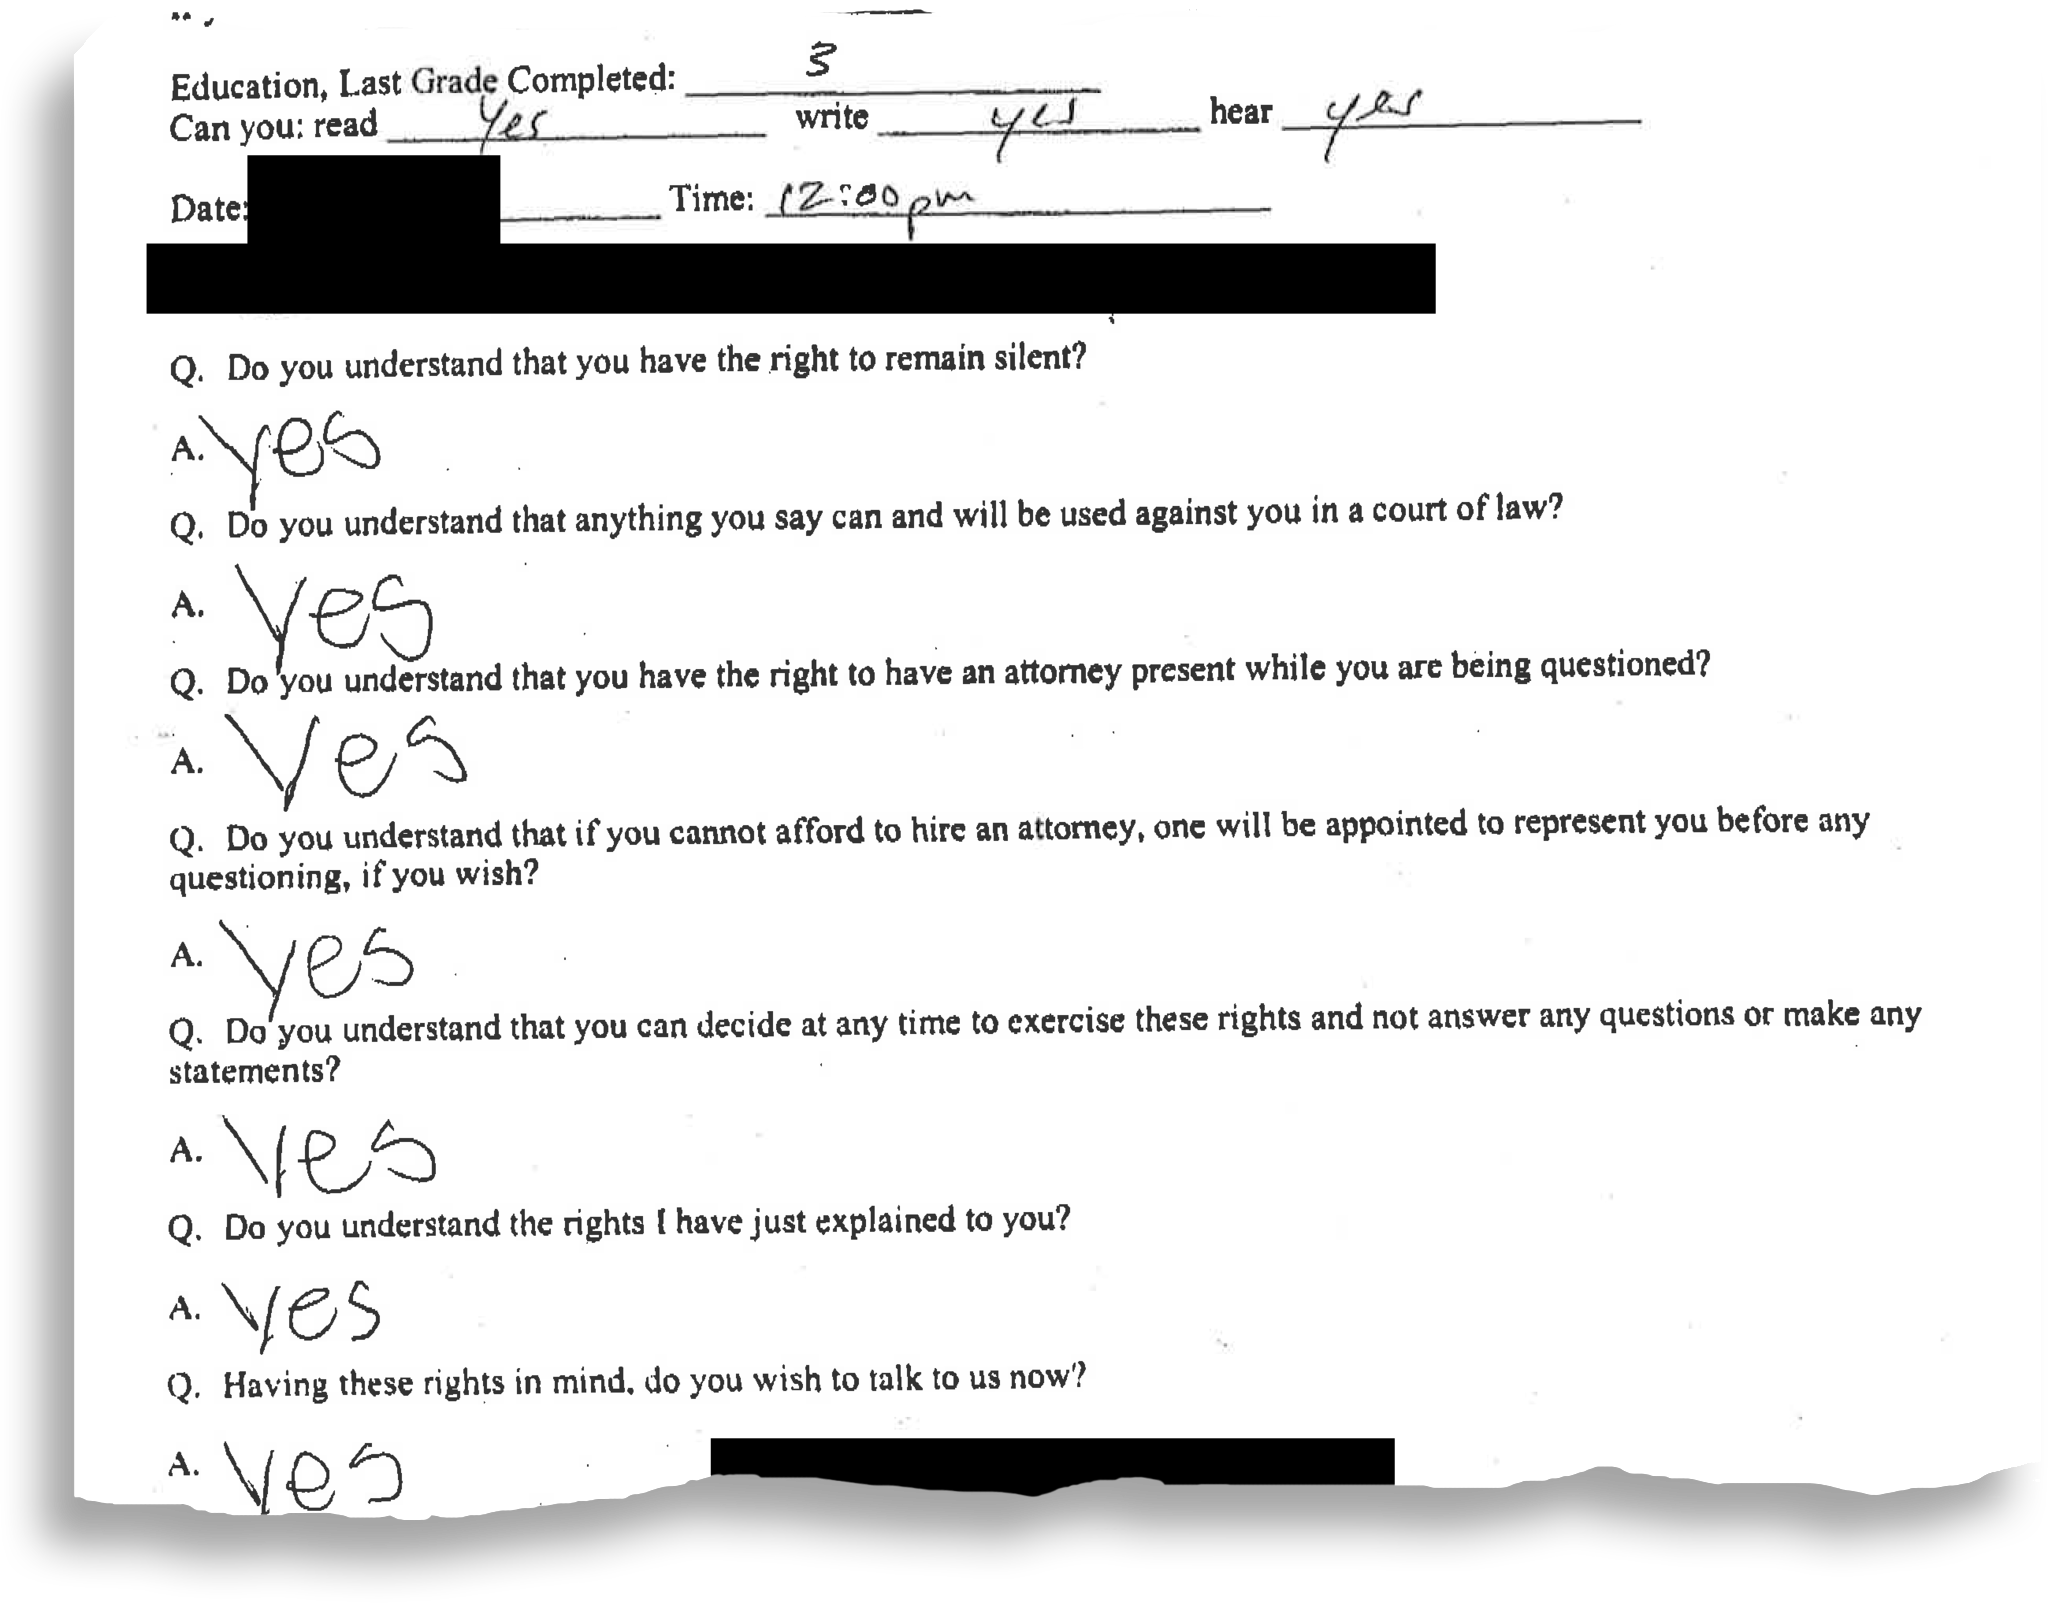 Education, Last Grade Completed: 3
Can you: read Yes write yes hear yes
Date: Time: 12:00 pm
Q. Do you understand that you have the right to remain silent?
A. Yes
Q. Do you understand that anything you say can and will be used against you in a court of law?
A. Yes
Q. Do you understand that you have the right to have an attorney present while you are being questioned?
A. Yes
Q. Do you understand that if you cannot afford to hire an attorney, one will be appointed to represent you before any
questioning, if you wish?
A. Yes
Q. Do you understand that you can decide at any time to exercise these rights and not answer any questions or make any
statements?
A. Yes
Q. Do you understand the rights I have just explained to you?
A. Yes
Q. Having these rights in mind, do you wish to talk to us now?
A. Yes